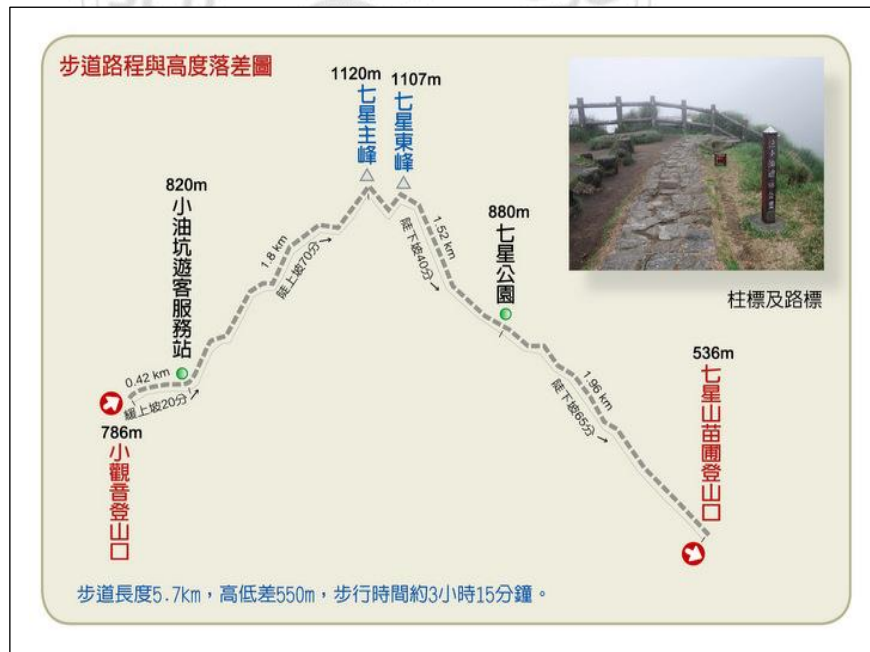 步道路程與高度落差圖
1120m
七星主峰
1107m
七星東峰
820m
小油坑遊客服務站
880m
七星公園
1.8 km
陡上坡70分→
1.52 km
陡下坡40分→
柱標及路標
0.42 km
緩上坡20分→
1.96 km
陡下坡65分→
536m
七星山苗圃登山口
786m
小觀音登山口
步道長度5.7km，高低差550m，步行時間約3小時15分鐘。